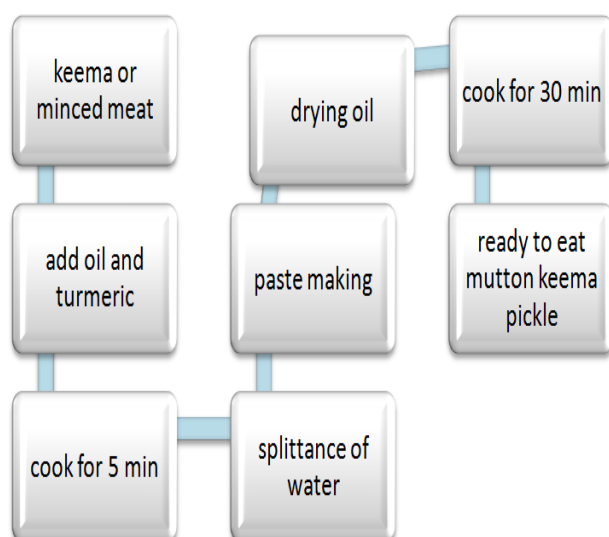 keema or
minced meat
add oil and
turmeric
cook for 5 min
splittance of
water
paste making
drying oil
cook for 30 min
ready to eat
mutton keema
pickle